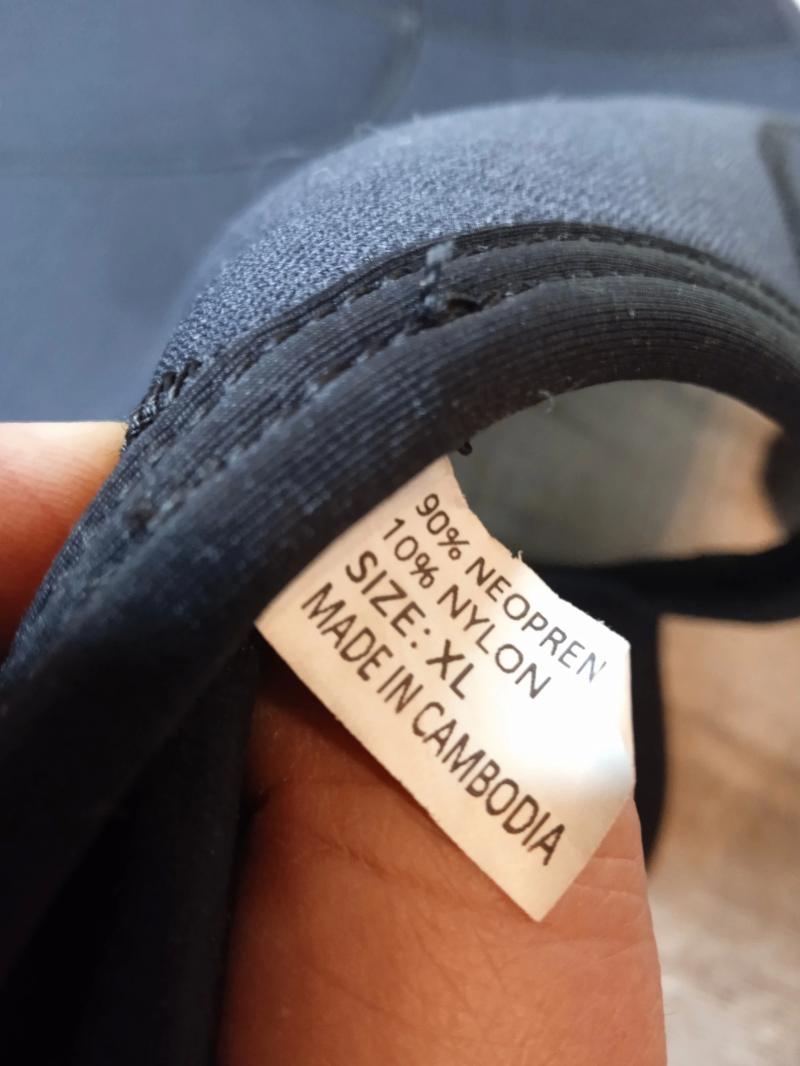 90% NEOPREN
10% NYLON
SIZE: XL
MADE IN CAMBODIA